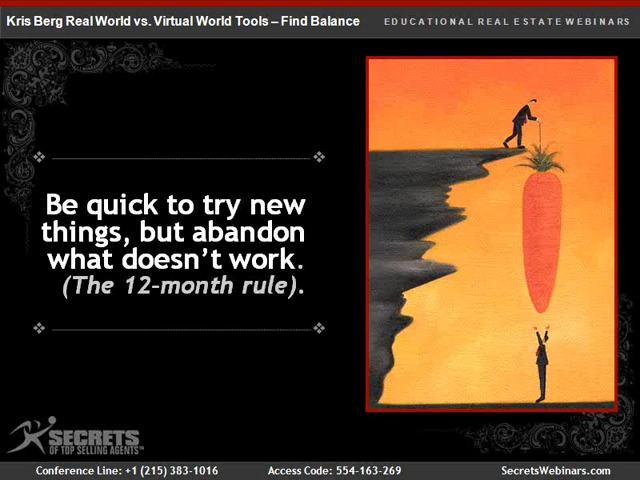 Kris Berg Real World vs. Virtual World Tools – Find Balance
EDUCATIONAL REAL ESTATE WEBINARS
Be quick to try new
things, but abandon
what doesn't work.
(The 12-month rule).
SECRETS
OF TOP SELLING AGENTS™
Conference Line: +1 (215) 383-1016 Access Code: 554-163-269 SecretsWebinars.com